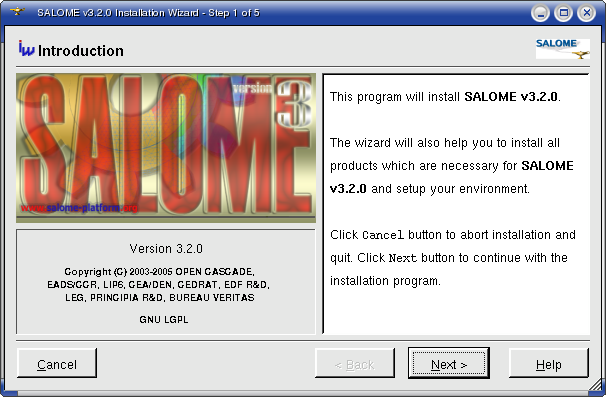 SALOME v3.2.0 Installation Wizard - Step 1 of 5
iw Introduction
SALOME
SALOME
version 3
www.salome-platform.org
This program will install SALOME v3.2.0.
The wizard will also help you to install all
products which are necessary for SALOME
v3.2.0 and setup your environment.
Click Cancel button to abort installation and
quit. Click Next button to continue with the
installation program.
Version 3.2.0
Copyright (C) 2003-2005 OPEN CASCADE,
EADS/CCR, LIP6, CEA/DEN, CEDRAT, EDF R&D,
LEG, PRINCIPIA R&D, BUREAU VERITAS
GNU LGPL
Cancel
< Back
Next >
Help